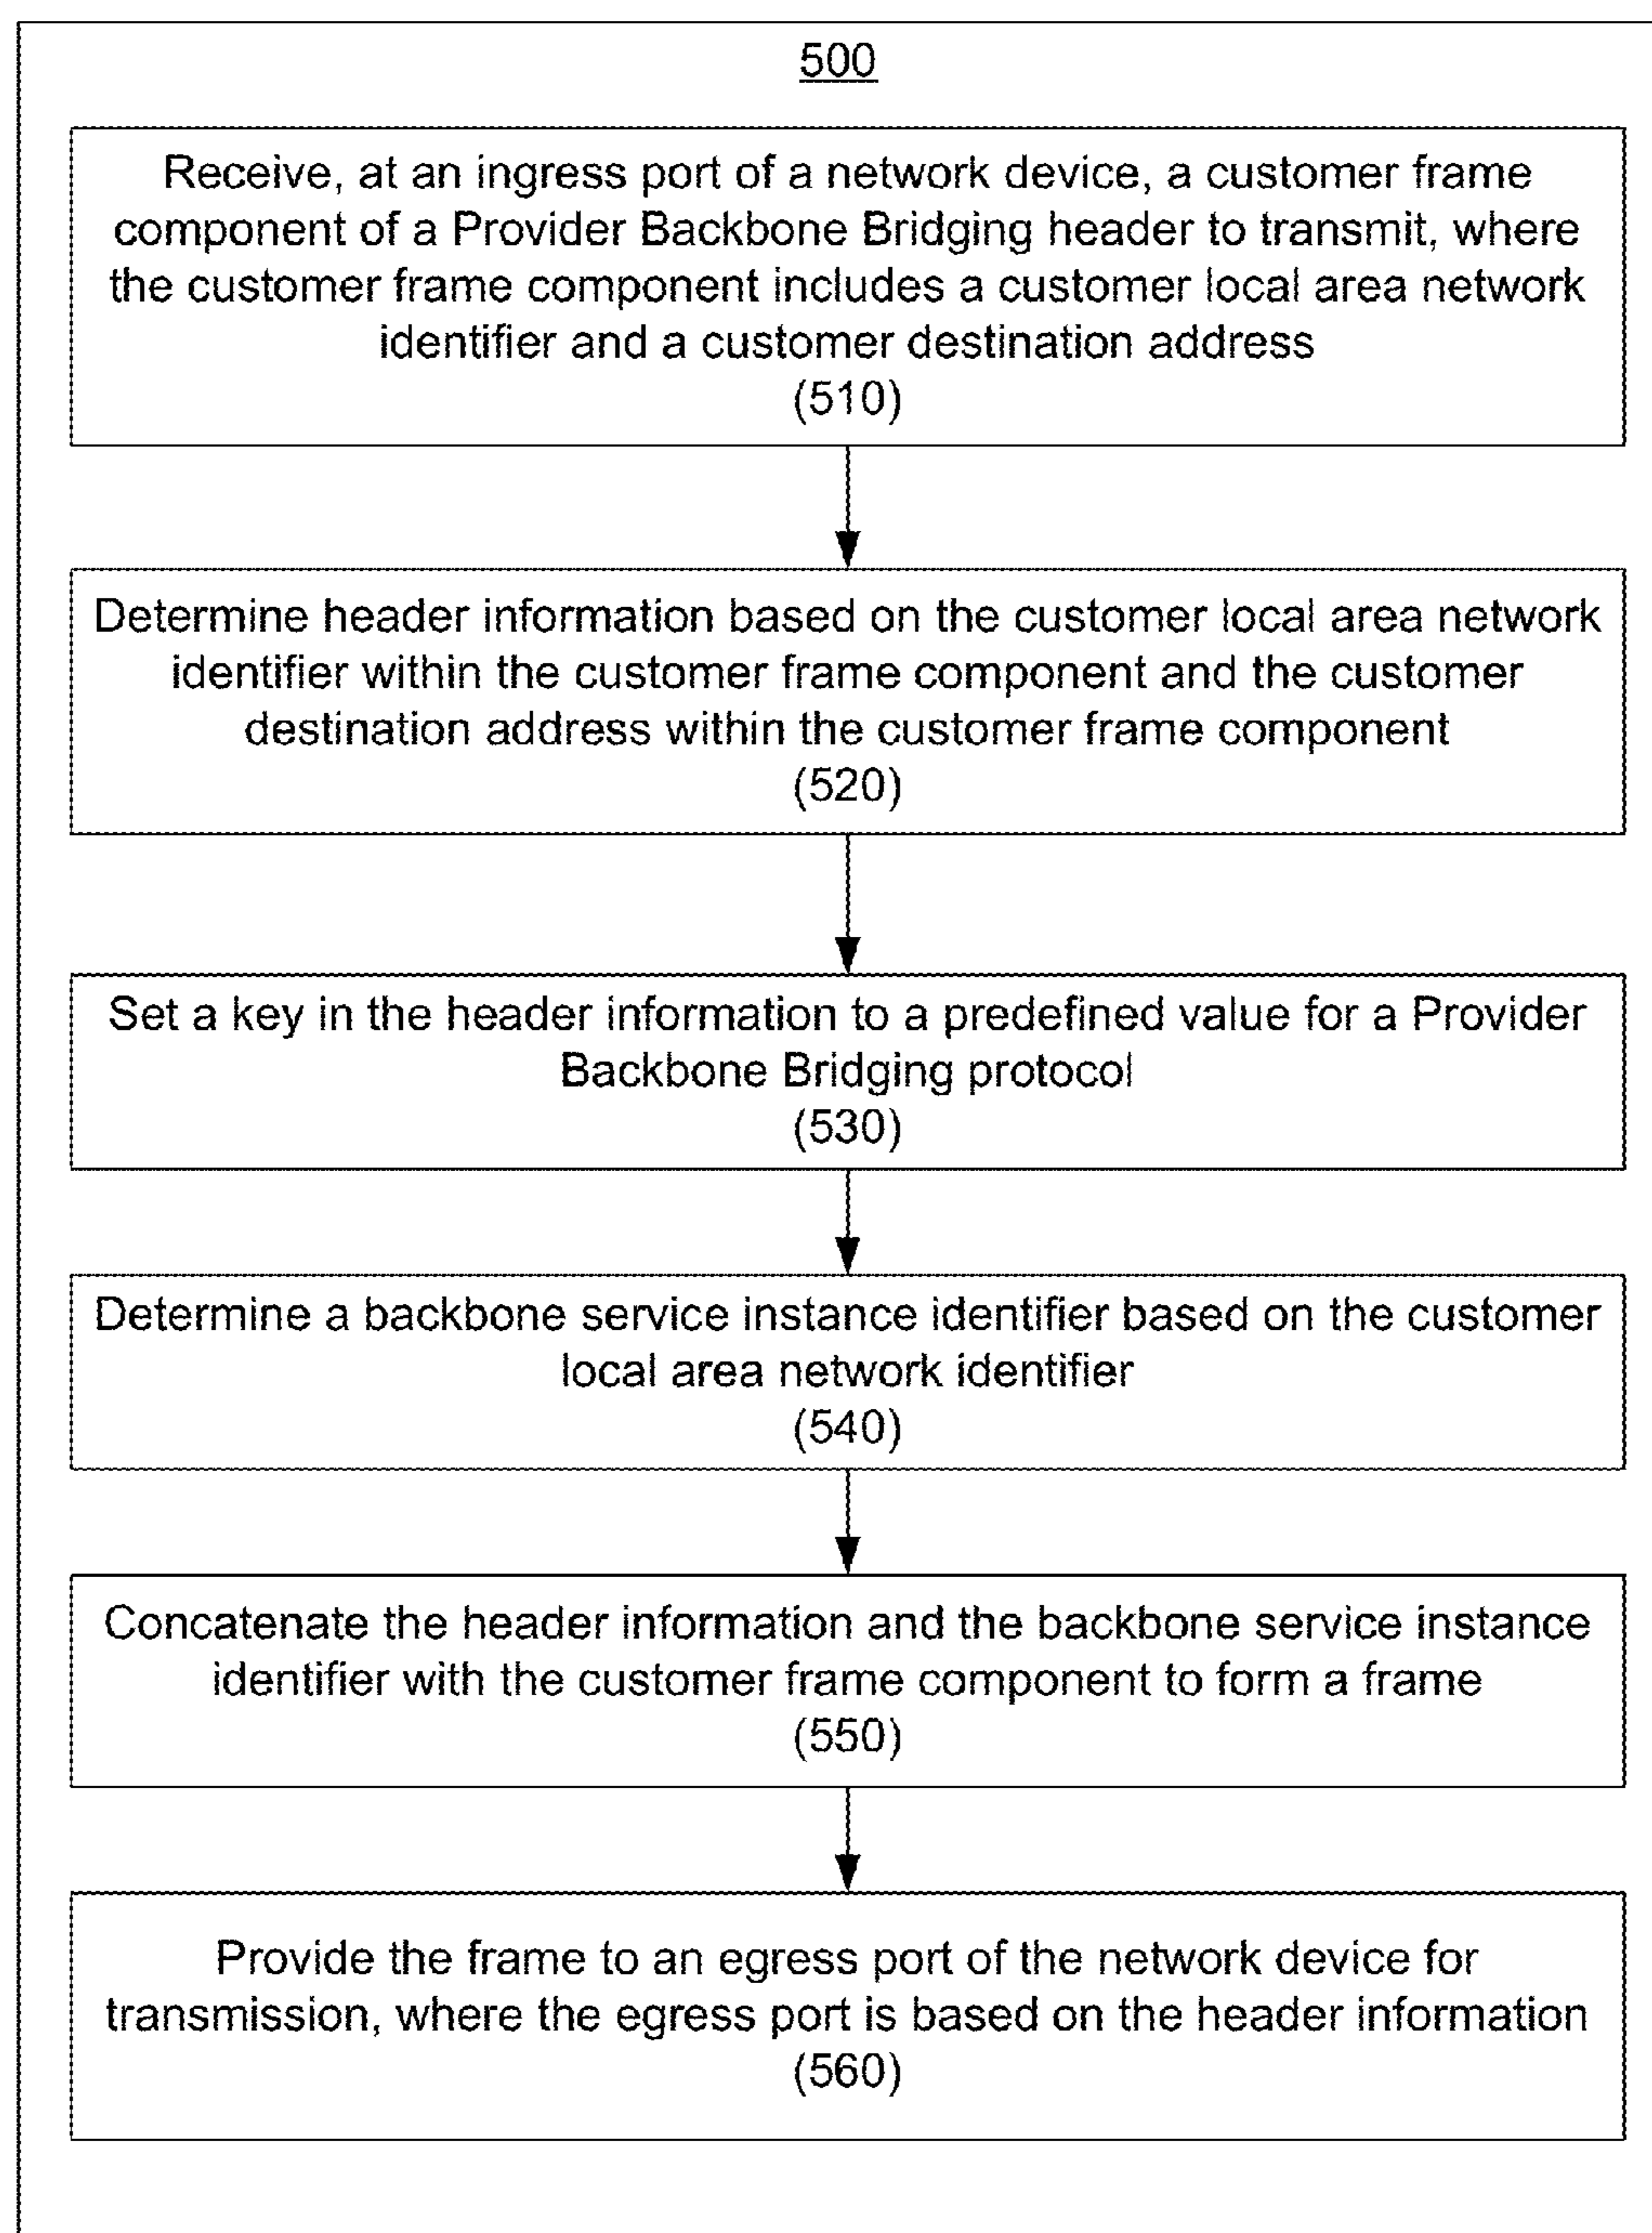 500
Receive, at an ingress port of a network device, a customer frame
component of a Provider Backbone Bridging header to transmit, where
the customer frame component includes a customer local area network
identifier and a customer destination address
(510)
Determine header information based on the customer local area network
identifier within the customer frame component and the customer
destination address within the customer frame component
(520)
Set a key in the header information to a predefined value for a Provider
Backbone Bridging protocol
(530)
Determine a backbone service instance identifier based on the customer
local area network identifier
(540)
Concatenate the header information and the backbone service instance
identifier with the customer frame component to form a frame
(550)
Provide the frame to an egress port of the network device for
transmission, where the egress port is based on the header information
(560)